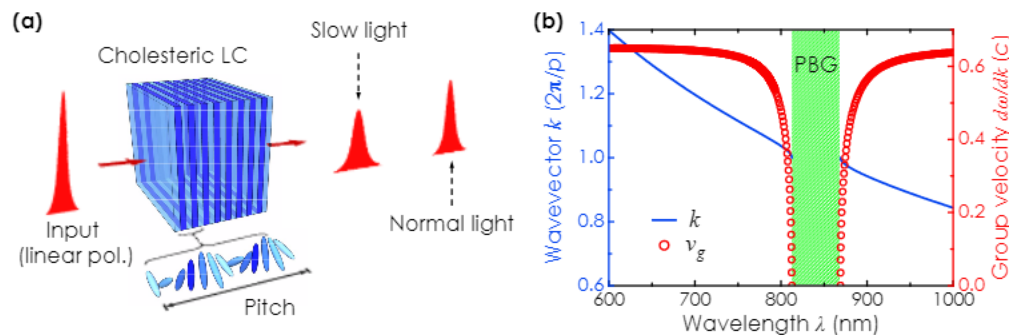 (a)
Cholesteric LC
Slow light
Input
(linear pol.)
Normal light
Pitch
(b)
Wavevector k (2π/p)
1.4
1.2
1.0
0.8
0.6
PBG
k
v_g
600
700
800
900
1000
Wavelength λ (nm)
0.6
0.4
0.2
0.0
Group velocity dω/dk (c)